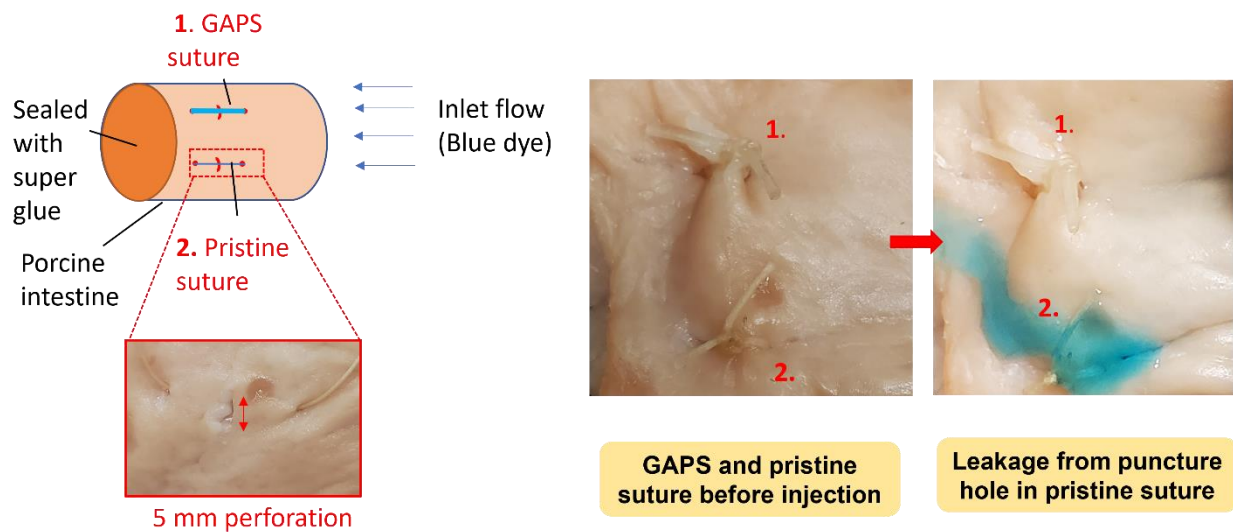 1. GAPS
suture
Sealed
with
super
glue
Inlet flow
(Blue dye)
Porcine
intestine
2. Pristine
suture
5 mm perforation
1.
2.
1.
2.
GAPS and pristine
suture before injection
Leakage from puncture
hole in pristine suture